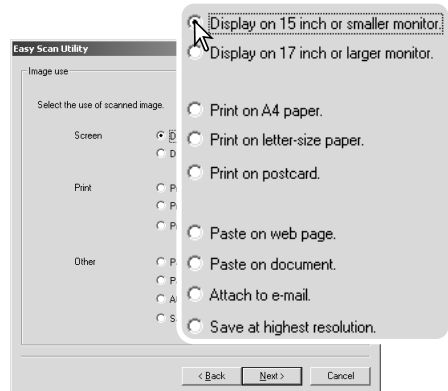 Easy Scan Utility
Image use
Select the use of scanned image.
Screen
Display on 15 inch or smaller monitor.
Display on 17 inch or larger monitor.
Print
Print on A4 paper.
Print on letter-size paper.
Print on postcard.
Other
Paste on web page.
Paste on document.
Attach to e-mail.
Save at highest resolution.
< Back
Next >
Cancel